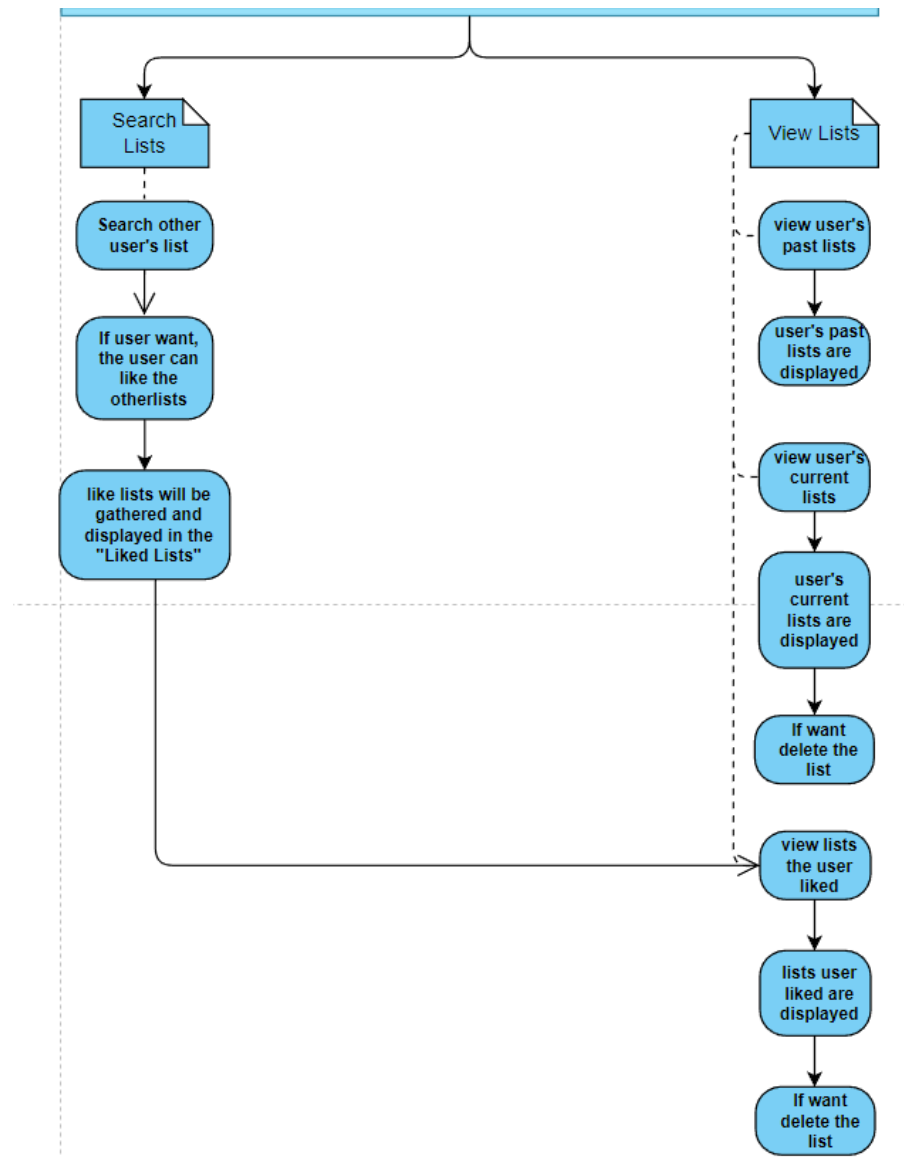 Search
Lists
Search other
user's list
If user want,
the user can
like the
otherlists
like lists will be
gathered and
displayed in the
"Liked Lists"
View Lists
view user's
past lists
user's past
lists are
displayed
view user's
current
lists
user's
current
lists are
displayed
If want
delete the
list
view lists
the user
liked
lists user
liked are
displayed
If want
delete the
list